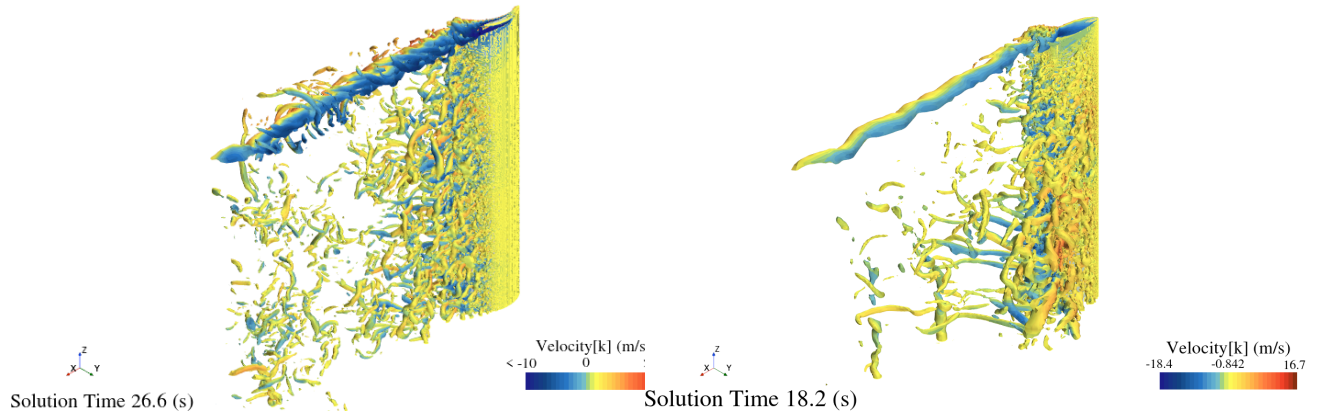 Z
X Y
Velocity[k] (m/s
< -10 0
Solution Time 26.6 (s)
Z
X Y
Velocity[k] (m/s)
-18.4 -0.842 16.7
Solution Time 18.2 (s)